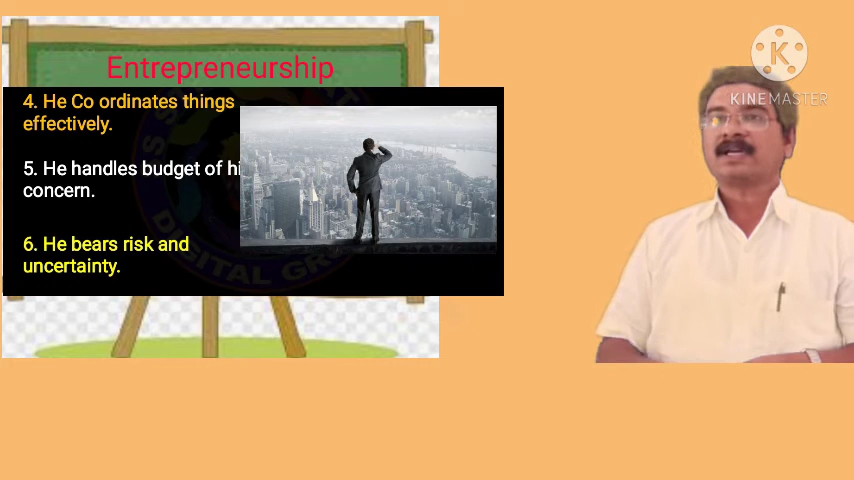 Entrepreneurship
4. He Co ordinates things
effectively.
5. He handles budget of hi
concern.
6. He bears risk and
uncertainty.
K
KINEMASTER